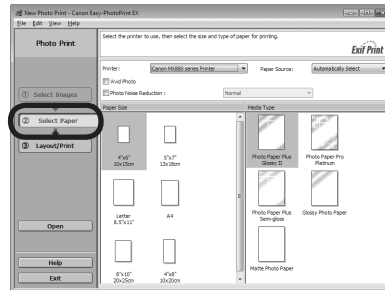 New Photo Print - Canon Easy-PhotoPrint EX
File Edit View Help
Photo Print
Select the printer to use, then select the size and type of paper for printing.
Exif Print
Printer: Canon MX880 series Printer
Paper Source: Automatically Select
Vivid Photo
Photo Noise Reduction : Normal
① Select Images
② Select Paper
③ Layout/Print
Open
Help
Exit
Paper Size
4"x6"
10x15cm
5"x7"
13x18cm
Letter
8.5"x11"
A4
8"x10"
20x25cm
4"x8"
10x20cm
Media Type
Photo Paper Plus
Glossy II
Photo Paper Pro
Platinum
Photo Paper Plus
Semi-gloss
Glossy Photo Paper
Matte Photo Paper